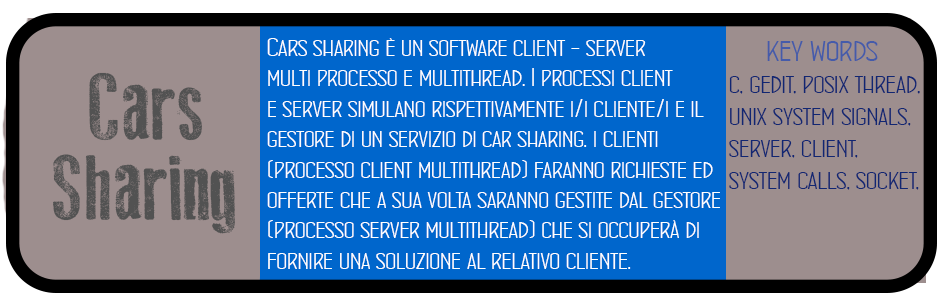 Cars
Sharing
Cars sharing è un software client – server
multi processo e multithread. I processi client
e server simulano rispettivamente i/l cliente/i e il
gestore di un servizio di car sharing. i clienti
(processo client multithread) faranno richieste ed
offerte che a sua volta saranno gestite dal gestore
(processo server multithread) che si occuperà di
fornire una soluzione al relativo cliente.
KEY WORDS
C, GEDIT, POSIX THREAD,
UNIX SYSTEM SIGNALS,
SERVER, CLIENT,
SYSTEM CALLS, SOCKET,